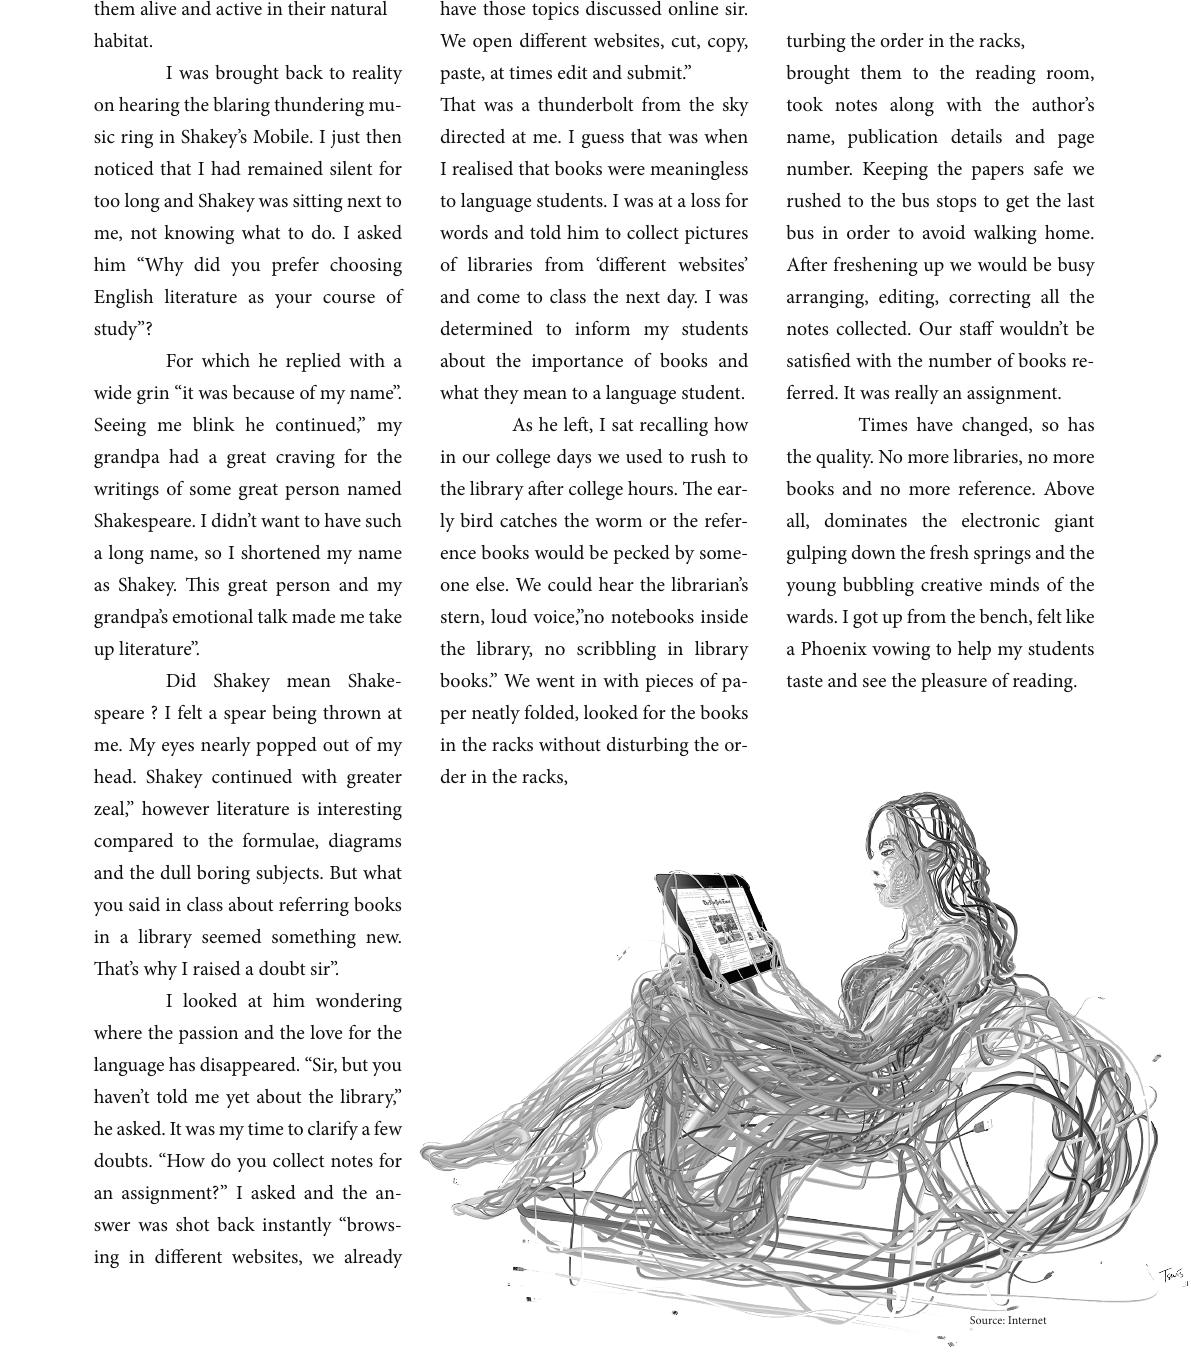 them alive and active in their natural
habitat.
I was brought back to reality
on hearing the blaring thundering mu-
sic ring in Shakey’s Mobile. I just then
noticed that I had remained silent for
too long and Shakey was sitting next to
me, not knowing what to do. I asked
him “Why did you prefer choosing
English literature as your course of
study”?
For which he replied with a
wide grin “it was because of my name”.
Seeing me blink he continued,” my
grandpa had a great craving for the
writings of some great person named
Shakespeare. I didn’t want to have such
a long name, so I shortened my name
as Shakey. This great person and my
grandpa’s emotional talk made me take
up literature”.
Did Shakey mean Shake-
speare ? I felt a spear being thrown at
me. My eyes nearly popped out of my
head. Shakey continued with greater
zeal,” however literature is interesting
compared to the formulae, diagrams
and the dull boring subjects. But what
you said in class about referring books
in a library seemed something new.
That’s why I raised a doubt sir”.
I looked at him wondering
where the passion and the love for the
language has disappeared. “Sir, but you
haven’t told me yet about the library,”
he asked. It was my time to clarify a few
doubts. “How do you collect notes for
an assignment?” I asked and the an-
swer was shot back instantly “brows-
ing in different websites, we already
have those topics discussed online sir.
We open different websites, cut, copy,
paste, at times edit and submit.”
That was a thunderbolt from the sky
directed at me. I guess that was when
I realised that books were meaningless
to language students. I was at a loss for
words and told him to collect pictures
of libraries from ‘different websites’
and come to class the next day. I was
determined to inform my students
about the importance of books and
what they mean to a language student.
As he left, I sat recalling how
in our college days we used to rush to
the library after college hours. The ear-
ly bird catches the worm or the refer-
ence books would be pecked by some-
one else. We could hear the librarian’s
stern, loud voice,”no notebooks inside
the library, no scribbling in library
books.” We went in with pieces of pa-
per neatly folded, looked for the books
in the racks without disturbing the or-
der in the racks,
turbing the order in the racks,
brought them to the reading room,
took notes along with the author’s
name, publication details and page
number. Keeping the papers safe we
rushed to the bus stops to get the last
bus in order to avoid walking home.
After freshening up we would be busy
arranging, editing, correcting all the
notes collected. Our staff wouldn’t be
satisfied with the number of books re-
ferred. It was really an assignment.
Times have changed, so has
the quality. No more libraries, no more
books and no more reference. Above
all, dominates the electronic giant
gulping down the fresh springs and the
young bubbling creative minds of the
wards. I got up from the bench, felt like
a Phoenix vowing to help my students
taste and see the pleasure of reading.
Source: Internet